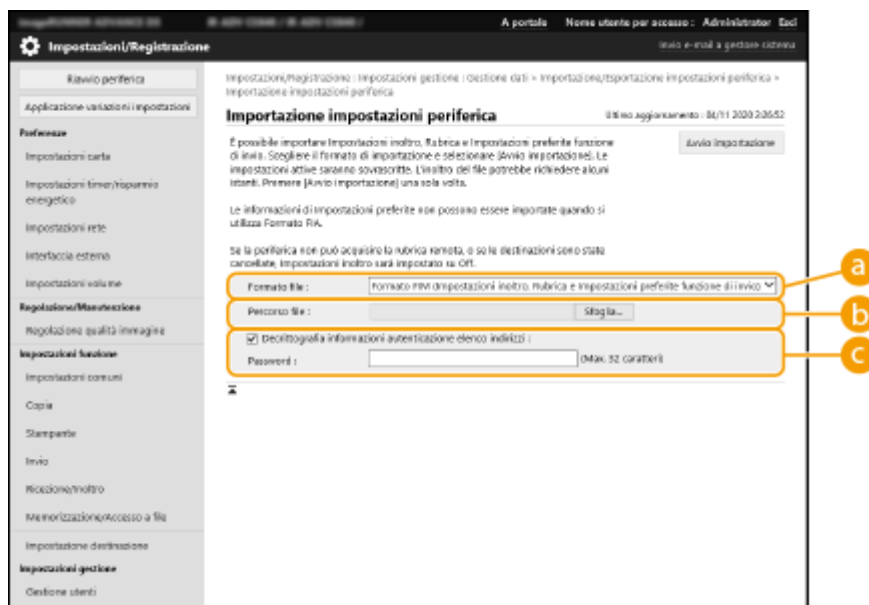 A portale Nome utente per accesso : Administrator Esci
Impostazioni/Registrazione
Invio e-mail a gestore sistema
Riavvio periferica
Applicazione variazioni impostazioni
Preferenze
Impostazioni carta
Impostazioni timer/risparmio
energetico
Impostazioni rete
Interfaccia esterna
Impostazioni volume
Regolazione/Manutenzione
Regolazione qualità immagine
Impostazioni funzione
Impostazioni comuni
Copia
Stampante
Invio
Ricezione/Inoltro
Memorizzazione/Accesso a file
Impostazione destinazione
Impostazioni gestione
Gestione utenti
Impostazioni/Registrazione : Impostazioni gestione : Gestione dati > Importazione/Esportazione impostazioni periferica >
Importazione impostazioni periferica
Importazione impostazioni periferica
Ultimo aggiornamento : 04/11 2020 2:26:52
È possibile importare Impostazioni inoltro, Rubrica e Impostazioni preferite funzione
di invio. Scegliere il formato di importazione e selezionare [Avvio importazione]. Le
impostazioni attive saranno sovrascritte. L'inoltro del file potrebbe richiedere alcuni
istanti. Premere [Avvio importazione] una sola volta.
Avvio importazione
Le informazioni di Impostazioni preferite non possono essere importate quando si
utilizza Formato FIA.
Se la periferica non può acquisire la rubrica remota, o se le destinazioni sono state
cancellate, Impostazioni inoltro sarà impostato su Off.
Formato file : Formato PIM (Impostazioni inoltro, Rubrica e Impostazioni preferite funzione di invio)
a
Percorso file : Sfoglia...
b
Decrittografia informazioni autenticazione elenco indirizzi :
Password : (Max. 32 caratteri)
c